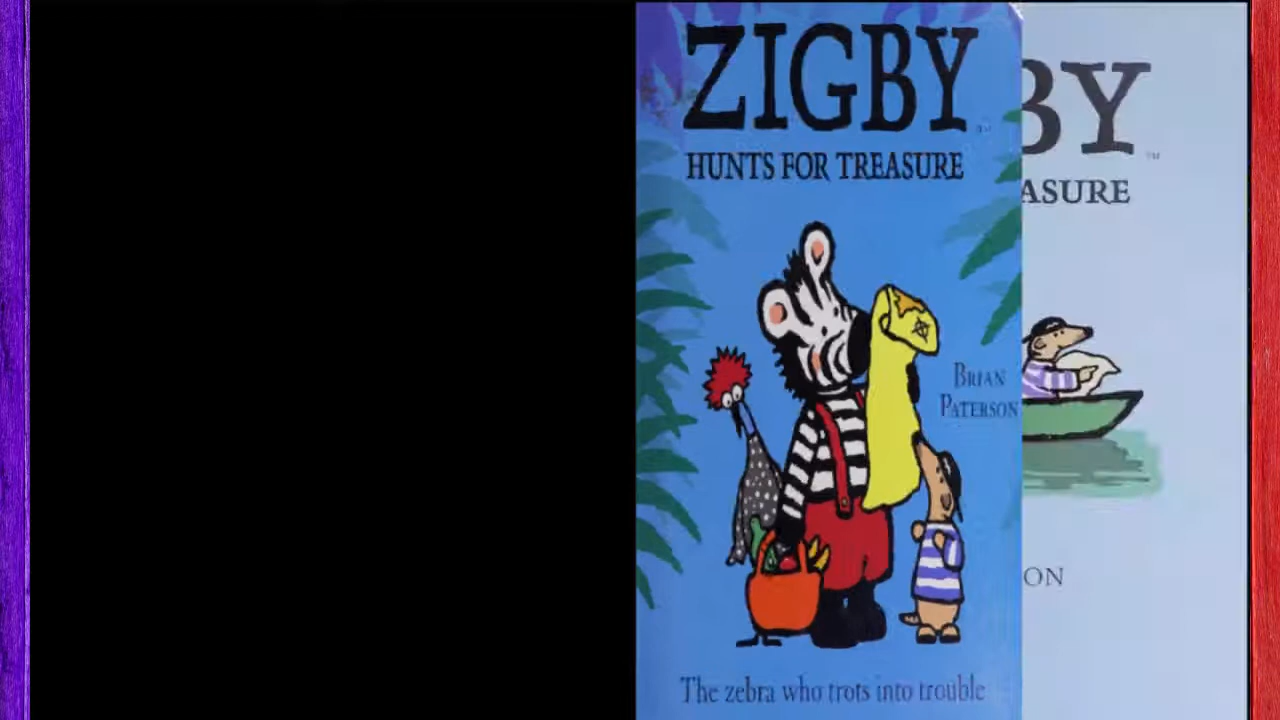 ZIGBY
HUNTS FOR TREASURE
BRIAN
PATERSON
The zebra who trots into trouble
BY
ASURE
ON